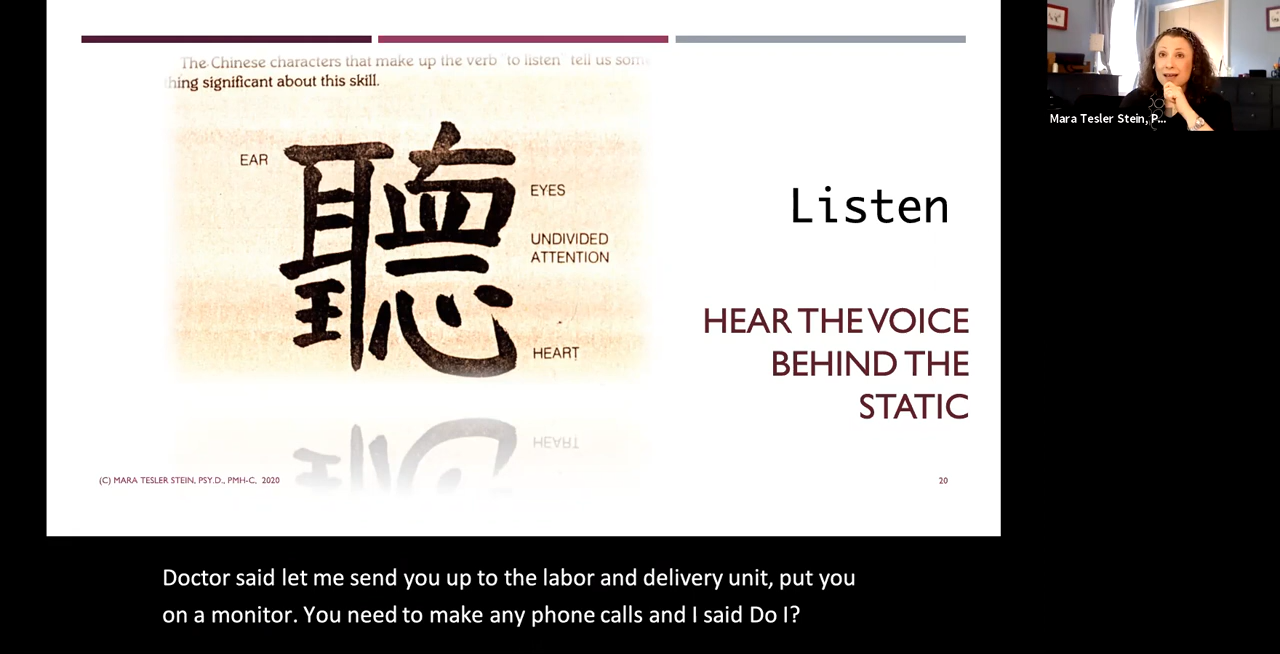 The Chinese characters that make up the verb "to listen" tell us som
hing significant about this skill.
EAR
聽
EYES
UNDIVIDED
ATTENTION
HEART
HEART
Listen
HEAR THE VOICE
BEHIND THE
STATIC
(C) MARA TESLER STEIN, PSY.D., PMH-C, 2020
20
Mara Tesler Stein, P...
Doctor said let me send you up to the labor and delivery unit, put you
on a monitor. You need to make any phone calls and I said Do I?